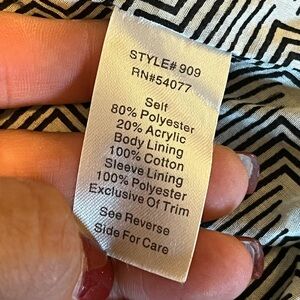 STYLE# 909
RN#54077
Self
80% Polyester
20% Acrylic
Body Lining
100% Cotton
Sleeve Lining
100% Polyester
Exclusive Of Trim
See Reverse
Side For Care